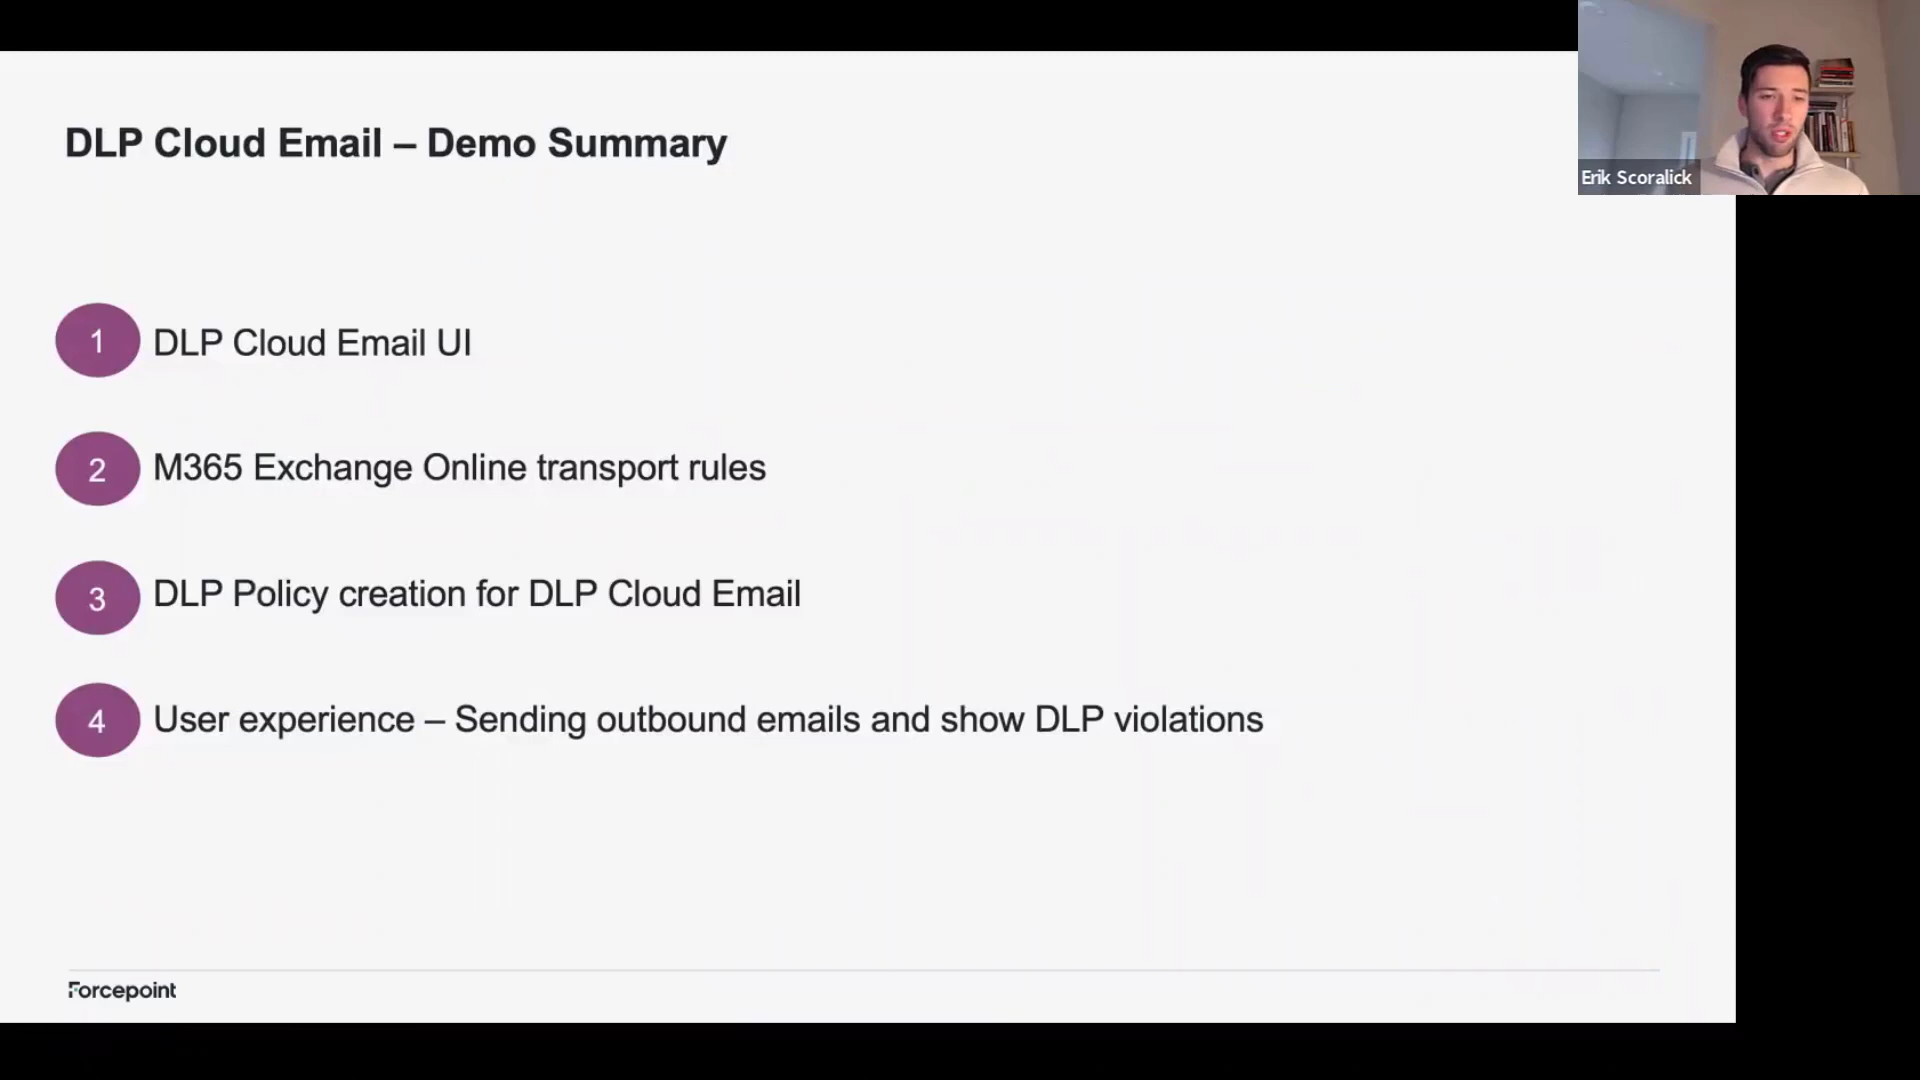 DLP Cloud Email – Demo Summary
Erik Scoralick
1 DLP Cloud Email UI
2 M365 Exchange Online transport rules
3 DLP Policy creation for DLP Cloud Email
4 User experience – Sending outbound emails and show DLP violations
Forcepoint